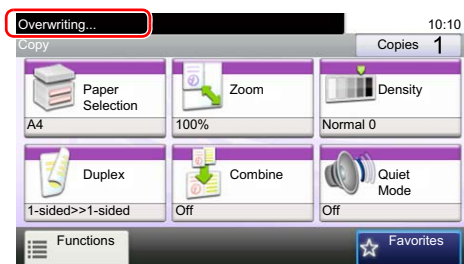 Overwriting...
10:10
Copy
Copies 1
Paper
Selection
A4
Zoom
100%
Density
Normal 0
Duplex
1-sided>>1-sided
Combine
Off
Quiet
Mode
Off
Functions
Favorites